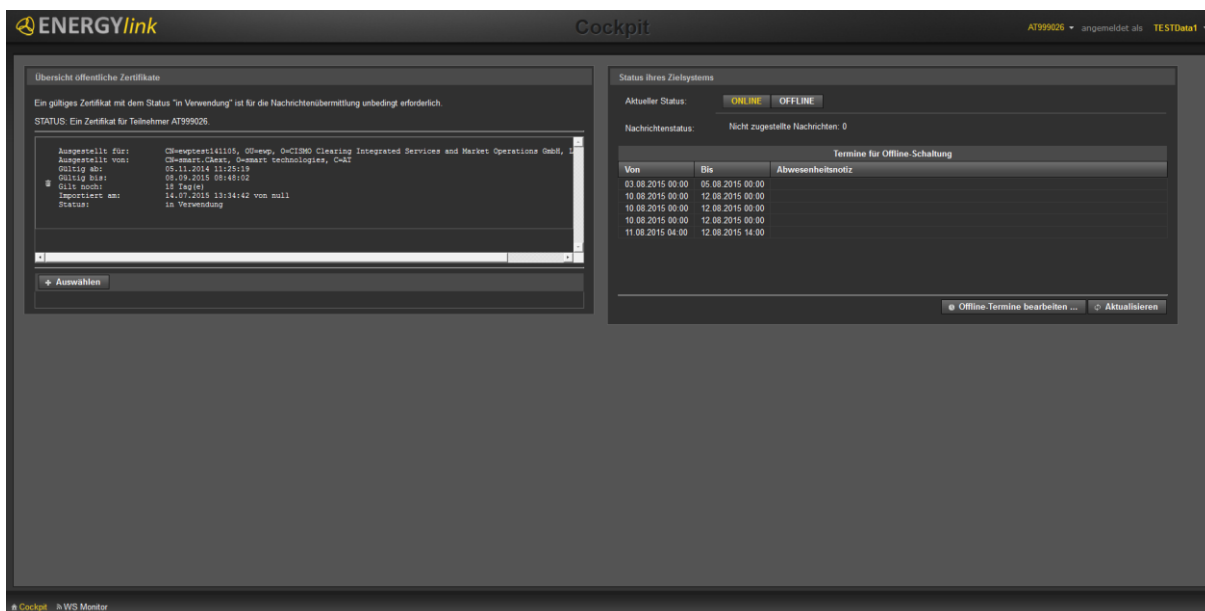 ENERGYlink
Cockpit
AT999026 angemeldet als TESTData1
Übersicht öffentliche Zertifikate
Ein gültiges Zertifikat mit dem Status "in Verwendung" ist für die Nachrichtenübermittlung unbedingt erforderlich.
STATUS: Ein Zertifikat für Teilnehmer AT999026.
Ausgestellt für: CN=ewptest141105, OU=ewp, O=CISMO Clearing Integrated Services and Market Operations GmbH, L
Ausgestellt von: CN=smart.CAext, O=smart technologies, C=AT
Gültig ab: 05.11.2014 11:25:19
Gültig bis: 08.09.2015 08:48:02
Gilt noch: 18 Tag(e)
Importiert am: 14.07.2015 13:34:42 von null
Status: in Verwendung
+ Auswählen
Status ihres Zielsystems
Aktueller Status: ONLINE OFFLINE
Nachrichtenstatus: Nicht zugestellte Nachrichten: 0
Termine für Offline-Schaltung
Von Bis Abwesenheitsnotiz
03.08.2015 00:00 05.08.2015 00:00
10.08.2015 00:00 12.08.2015 00:00
10.08.2015 00:00 12.08.2015 00:00
10.08.2015 00:00 12.08.2015 00:00
11.08.2015 04:00 12.08.2015 14:00
Offline-Termine bearbeiten ... Aktualisieren
Cockpit WS Monitor